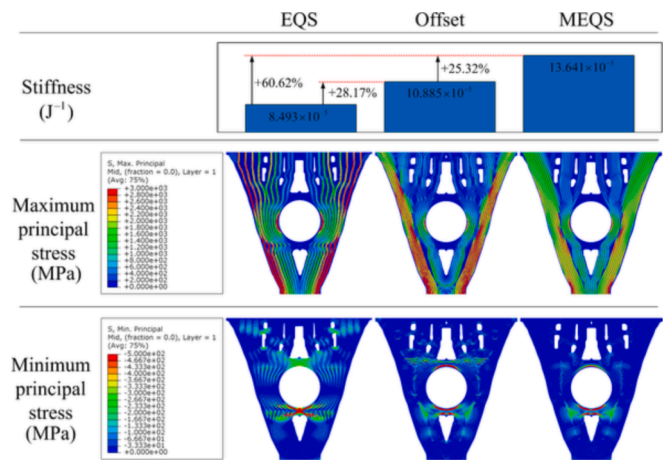 EQS Offset MEQS
Stiffness
(J⁻¹)
+60.62%
+28.17%
+25.32%
8.493×10⁻⁵
10.885×10⁻⁵
13.641×10⁻⁵
Maximum
principal
stress
(MPa)
S, Max. Principal
Mid, (fraction = 0.0), Layer = 1
(Avg: 75%)
+3.000e+03
+2.800e+03
+2.600e+03
+2.400e+03
+2.200e+03
+2.000e+03
+1.800e+03
+1.600e+03
+1.400e+03
+1.200e+03
+1.000e+03
+8.000e+02
+6.000e+02
+4.000e+02
+2.000e+02
+0.000e+00
Minimum
principal
stress
(MPa)
S, Min. Principal
Mid, (fraction = 0.0), Layer = 1
(Avg: 75%)
-5.000e+02
-4.667e+02
-4.333e+02
-4.000e+02
-3.667e+02
-3.333e+02
-3.000e+02
-2.667e+02
-2.333e+02
-2.000e+02
-1.667e+02
-1.333e+02
-1.000e+02
-6.667e+01
-3.333e+01
+0.000e+00